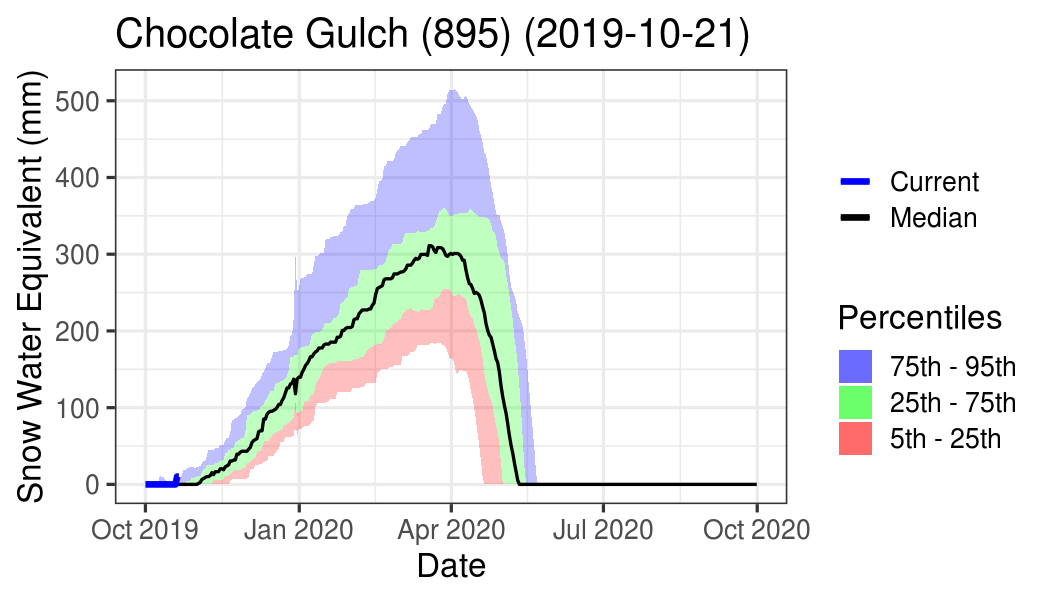 Chocolate Gulch (895) (2019-10-21)
Snow Water Equivalent (mm)
500
400
300
200
100
0
Oct 2019
Jan 2020
Apr 2020
Jul 2020
Oct 2020
Date
Current
Median
Percentiles
75th - 95th
25th - 75th
5th - 25th